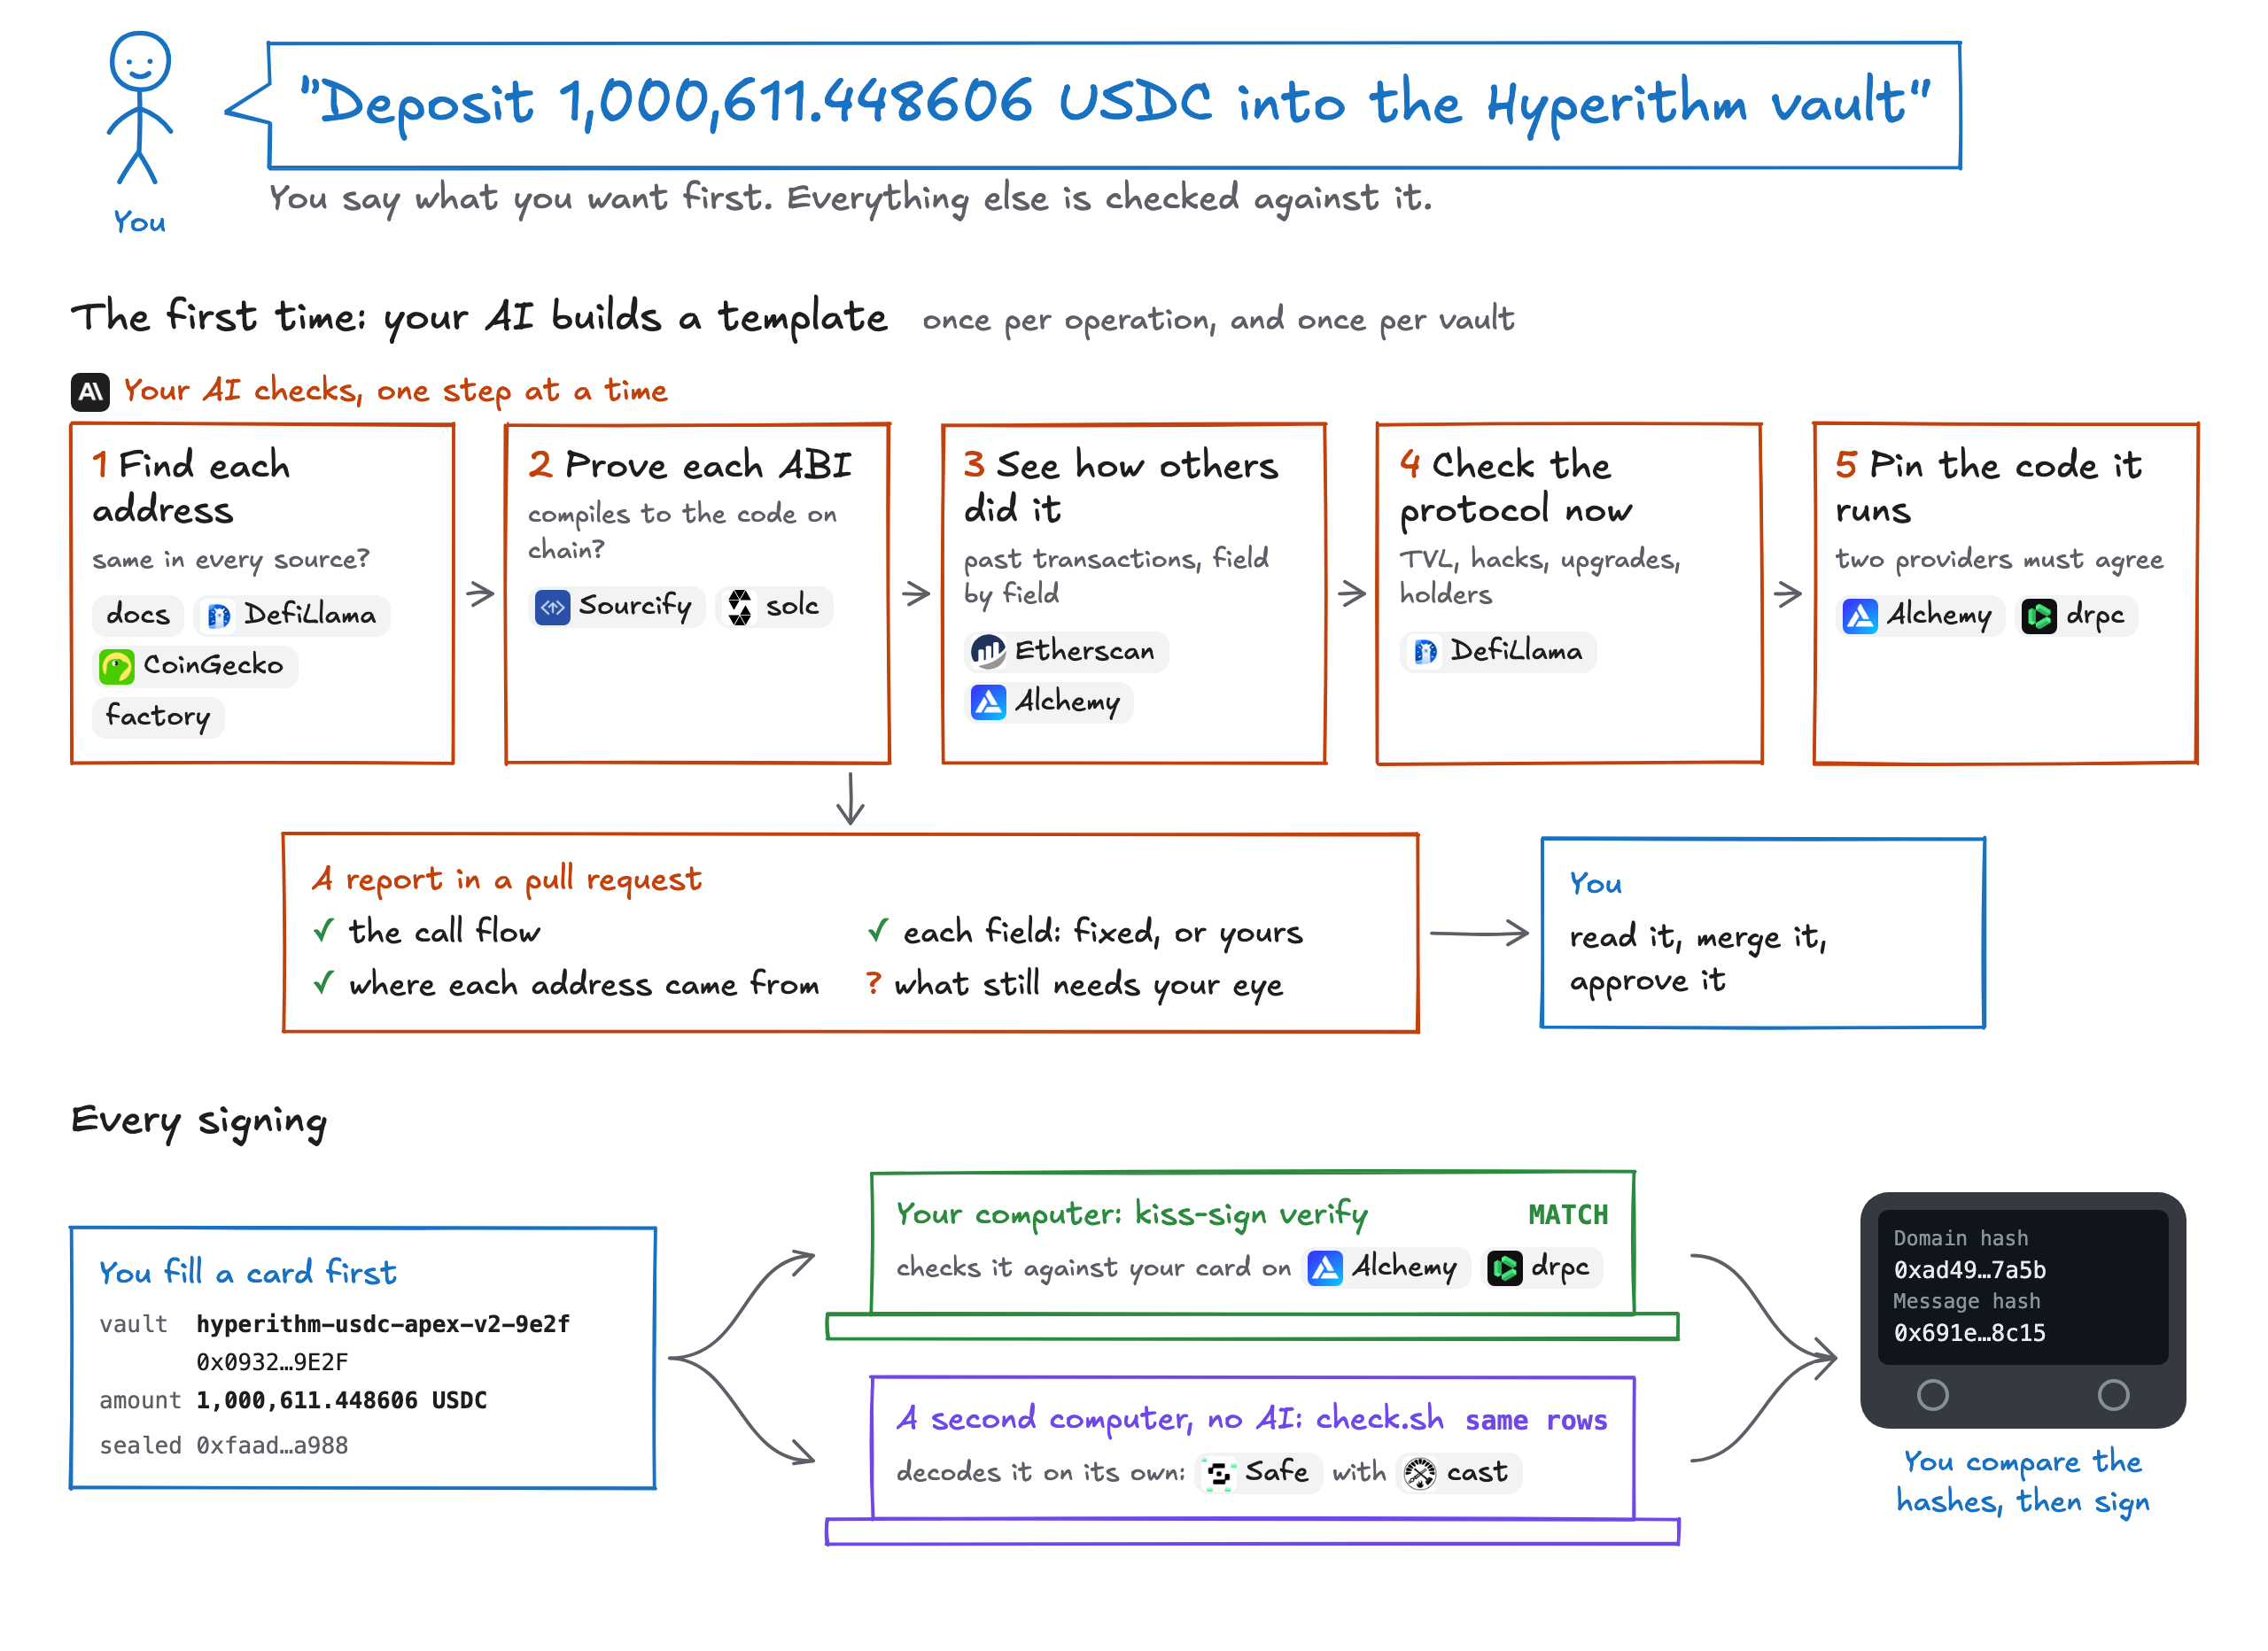 "Deposit 1,000,611.448606 USDC into the Hyperithm vault"
You say what you want first. Everything else is checked against it.
You
The first time: your AI builds a template once per operation, and once per vault
A\ Your AI checks, one step at a time
1 Find each
address
same in every source?
docs DefiLlama
CoinGecko
factory
2 Prove each ABI
compiles to the code on
chain?
Sourcify solc
3 See how others
did it
past transactions, field
by field
Etherscan
Alchemy
4 Check the
protocol now
TVL, hacks, upgrades,
holders
DefiLlama
5 Pin the code it
runs
two providers must agree
Alchemy drpc
A report in a pull request
✓ the call flow
✓ each field: fixed, or yours
✓ where each address came from
? what still needs your eye
You
read it, merge it,
approve it
Every signing
You fill a card first
vault hyperithm-usdc-apex-v2-9e2f
0x0932…9E2F
amount 1,000,611.448606 USDC
sealed 0xfaad…a988
Your computer: kiss-sign verify MATCH
checks it against your card on Alchemy drpc
A second computer, no AI: check.sh same rows
decodes it on its own: Safe with cast
Domain hash
0xad49…7a5b
Message hash
0x691e…8c15
You compare the
hashes, then sign